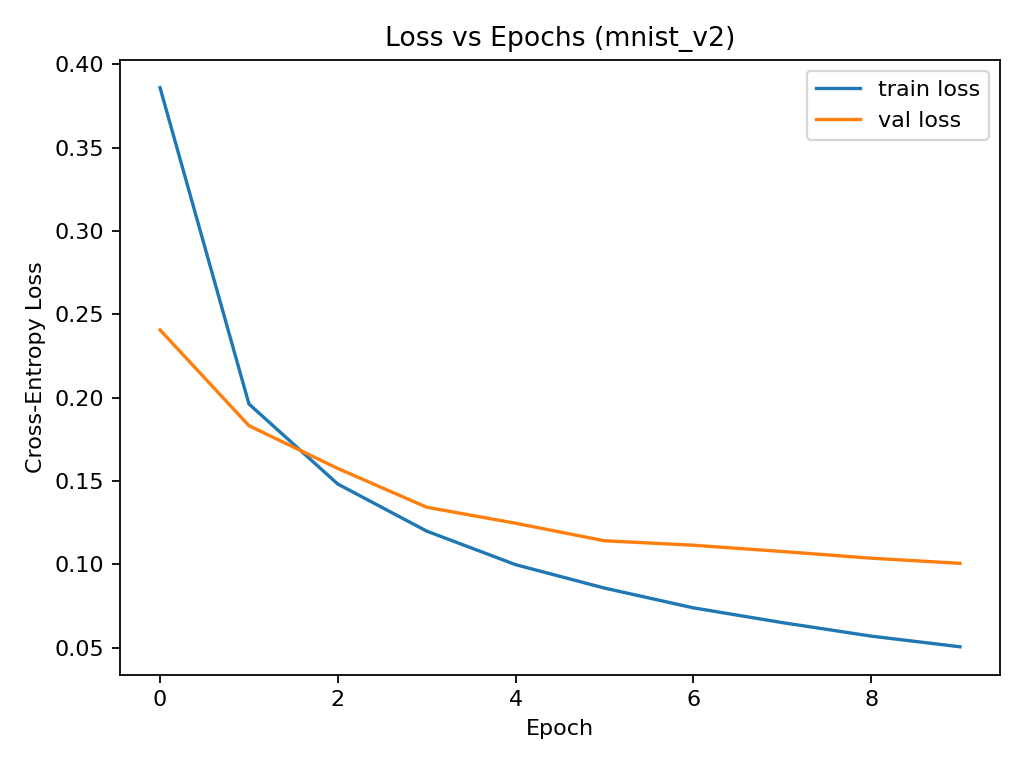 Loss vs Epochs (mnist_v2)
train loss
val loss
Cross-Entropy Loss
0.40
0.35
0.30
0.25
0.20
0.15
0.10
0.05
0 2 4 6 8
Epoch